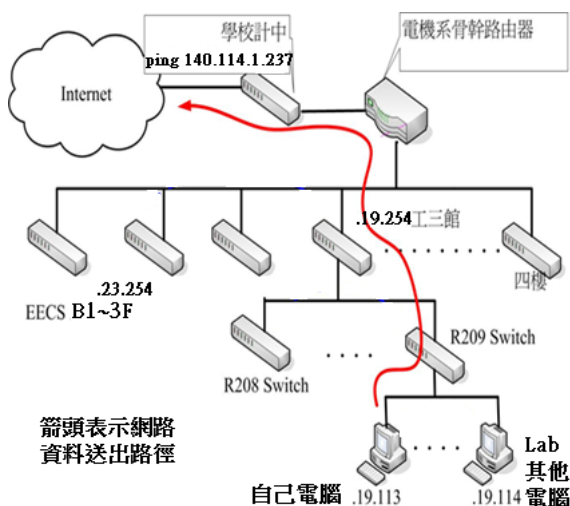 學校計中
ping 140.114.1.237
電機系骨幹路由器
Internet
.19.254工三館
.23.254
EECS B1~3F
四樓
R208 Switch
R209 Switch
箭頭表示網路
資料送出路徑
自己電腦 .19.113
.19.114
Lab
其他
電腦